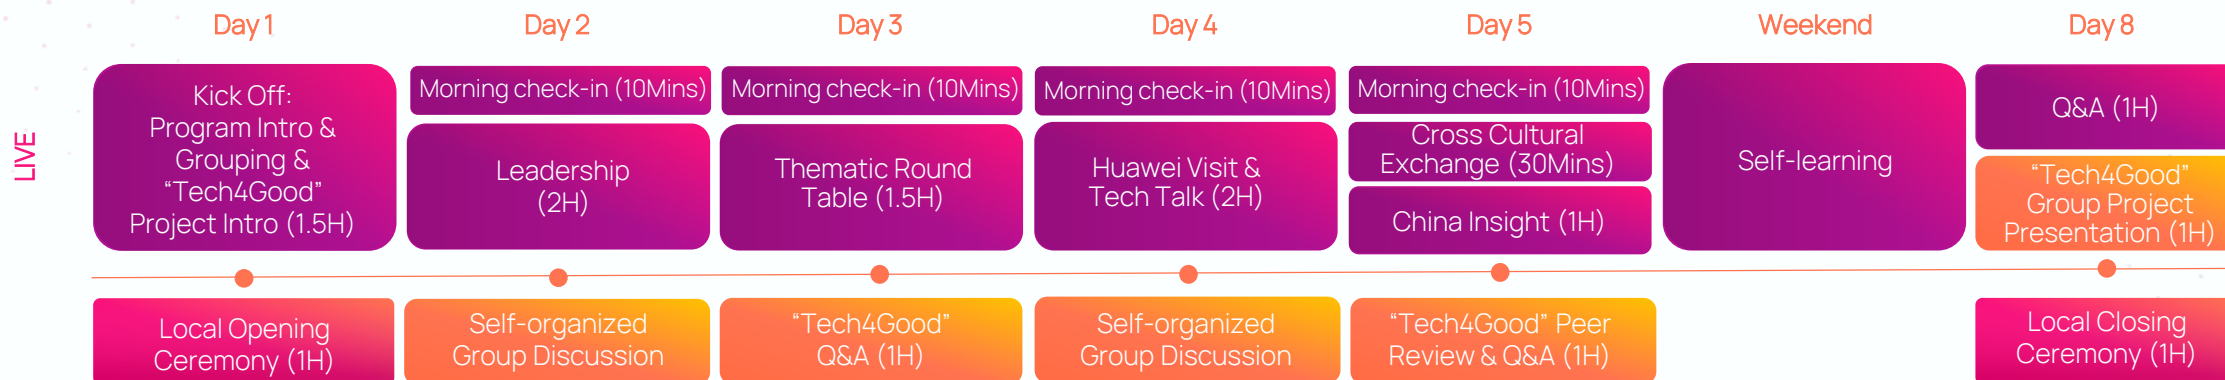 Day 1
Day 2
Day 3
Day 4
Day 5
Weekend
Day 8
LIVE
Kick Off:
Program Intro &
Grouping &
“Tech4Good”
Project Intro (1.5H)
Morning check-in (10Mins)
Leadership
(2H)
Morning check-in (10Mins)
Thematic Round
Table (1.5H)
Morning check-in (10Mins)
Huawei Visit &
Tech Talk (2H)
Morning check-in (10Mins)
Cross Cultural
Exchange (30Mins)
China Insight (1H)
Self-learning
Q&A (1H)
“Tech4Good”
Group Project
Presentation (1H)
Local Opening
Ceremony (1H)
Self-organized
Group Discussion
“Tech4Good”
Q&A (1H)
Self-organized
Group Discussion
“Tech4Good” Peer
Review & Q&A (1H)
Local Closing
Ceremony (1H)